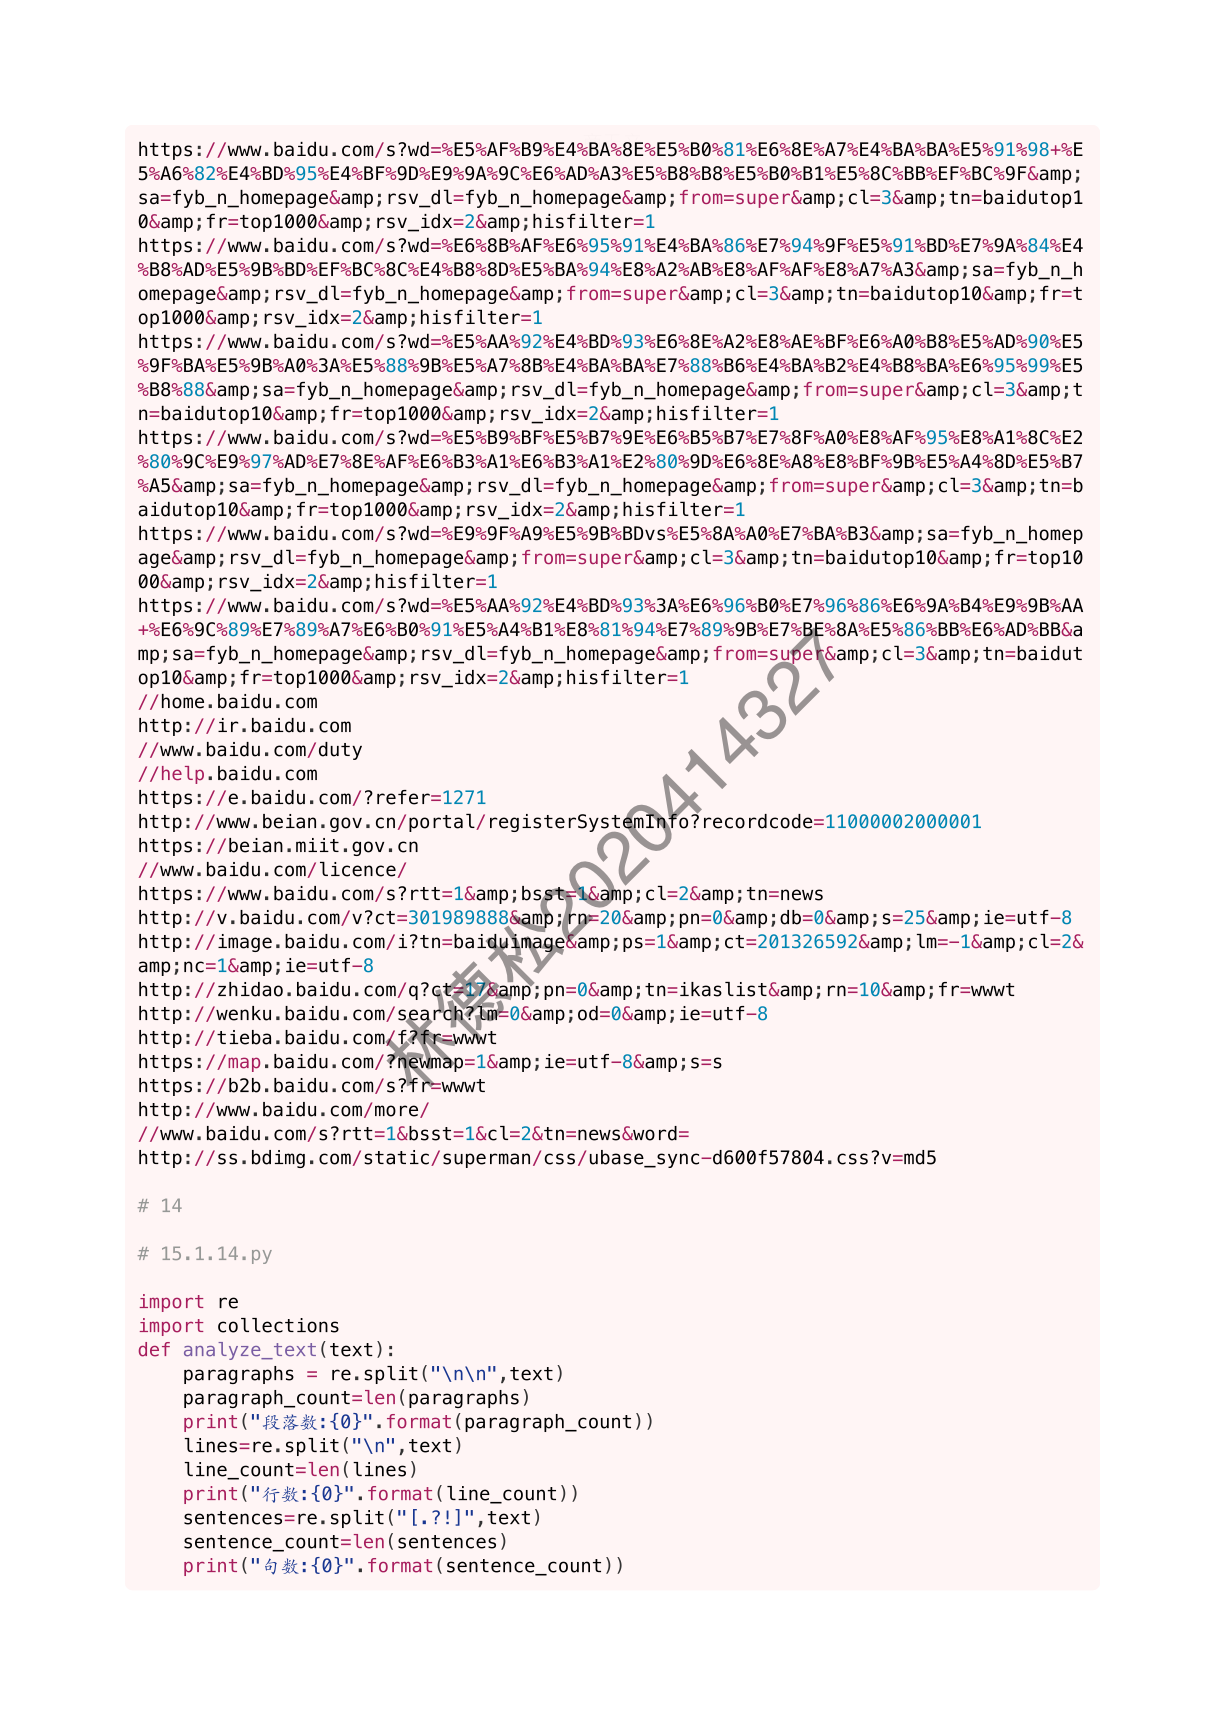 https://www.baidu.com/s?wd=%E5%AF%B9%E4%BA%8E%E5%B0%81%E6%8E%A7%E4%BA%BA%E5%91%98+%E
5%A6%82%E4%BD%95%E4%BF%9D%E9%9A%9C%E6%AD%A3%E5%B8%B8%E5%B0%B1%E5%8C%BB%EF%BC%9F&amp;
sa=fyb_n_homepage&amp;rsv_dl=fyb_n_homepage&amp;from=super&amp;cl=3&amp;tn=baidutop1
0&amp;fr=top1000&amp;rsv_idx=2&amp;hisfilter=1
https://www.baidu.com/s?wd=%E6%8B%AF%E6%95%91%E4%BA%86%E7%94%9F%E5%91%BD%E7%9A%84%E4
%B8%AD%E5%9B%BD%EF%BC%8C%E4%B8%8D%E5%BA%94%E8%A2%AB%E8%AF%AF%E8%A7%A3&amp;sa=fyb_n_h
omepage&amp;rsv_dl=fyb_n_homepage&amp;from=super&amp;cl=3&amp;tn=baidutop10&amp;fr=t
op1000&amp;rsv_idx=2&amp;hisfilter=1
https://www.baidu.com/s?wd=%E5%AA%92%E4%BD%93%E6%8E%A2%E8%AE%BF%E6%A0%B8%E5%AD%90%E5
%9F%BA%E5%9B%A0%3A%E5%88%9B%E5%A7%8B%E4%BA%BA%E7%88%B6%E4%BA%B2%E4%B8%BA%E6%95%99%E5
%B8%88&amp;sa=fyb_n_homepage&amp;rsv_dl=fyb_n_homepage&amp;from=super&amp;cl=3&amp;t
n=baidutop10&amp;fr=top1000&amp;rsv_idx=2&amp;hisfilter=1
https://www.baidu.com/s?wd=%E5%B9%BF%E5%B7%9E%E6%B5%B7%E7%8F%A0%E8%AF%95%E8%A1%8C%E2
%80%9C%E9%97%AD%E7%8E%AF%E6%B3%A1%E6%B3%A1%E2%80%9D%E6%8E%A8%E8%BF%9B%E5%A4%8D%E5%B7
%A5&amp;sa=fyb_n_homepage&amp;rsv_dl=fyb_n_homepage&amp;from=super&amp;cl=3&amp;tn=b
aidutop10&amp;fr=top1000&amp;rsv_idx=2&amp;hisfilter=1
https://www.baidu.com/s?wd=%E9%9F%A9%E5%9B%BDvs%E5%8A%A0%E7%BA%B3&amp;sa=fyb_n_homep
age&amp;rsv_dl=fyb_n_homepage&amp;from=super&amp;cl=3&amp;tn=baidutop10&amp;fr=top10
00&amp;rsv_idx=2&amp;hisfilter=1
https://www.baidu.com/s?wd=%E5%AA%92%E4%BD%93%3A%E6%96%B0%E7%96%86%E6%9A%B4%E9%9B%AA
+%E6%9C%89%E7%89%A7%E6%B0%91%E5%A4%B1%E8%81%94%E7%89%9B%E7%BE%8A%E5%86%BB%E6%AD%BB&a
mp;sa=fyb_n_homepage&amp;rsv_dl=fyb_n_homepage&amp;from=super&amp;cl=3&amp;tn=baidut
op10&amp;fr=top1000&amp;rsv_idx=2&amp;hisfilter=1
//home.baidu.com
http://ir.baidu.com
//www.baidu.com/duty
//help.baidu.com
https://e.baidu.com/?refer=1271
http://www.beian.gov.cn/portal/registerSystemInfo?recordcode=11000002000001
https://beian.miit.gov.cn
//www.baidu.com/licence/
https://www.baidu.com/s?rtt=1&amp;bsst=1&amp;cl=2&amp;tn=news
http://v.baidu.com/v?ct=301989888&amp;rn=20&amp;pn=0&amp;db=0&amp;s=25&amp;ie=utf-8
http://image.baidu.com/i?tn=baiduimage&amp;ps=1&amp;ct=201326592&amp;lm=-1&amp;cl=2&
amp;nc=1&amp;ie=utf-8
http://zhidao.baidu.com/q?ct=17&amp;pn=0&amp;tn=ikaslist&amp;rn=10&amp;fr=wwwt
http://wenku.baidu.com/search?lm=0&amp;od=0&amp;ie=utf-8
http://tieba.baidu.com/f?fr=wwwt
https://map.baidu.com/?newmap=1&amp;ie=utf-8&amp;s=s
https://b2b.baidu.com/s?fr=wwwt
http://www.baidu.com/more/
//www.baidu.com/s?rtt=1&bsst=1&cl=2&tn=news&word=
http://ss.bdimg.com/static/superman/css/ubase_sync-d600f57804.css?v=md5
林德松2020414327
# 14
# 15.1.14.py
import re
import collections
def analyze_text(text):
    paragraphs = re.split("\n\n",text)
    paragraph_count=len(paragraphs)
    print("段落数:{0}".format(paragraph_count))
    lines=re.split("\n",text)
    line_count=len(lines)
    print("行数:{0}".format(line_count))
    sentences=re.split("[.?!]",text)
    sentence_count=len(sentences)
    print("句数:{0}".format(sentence_count))